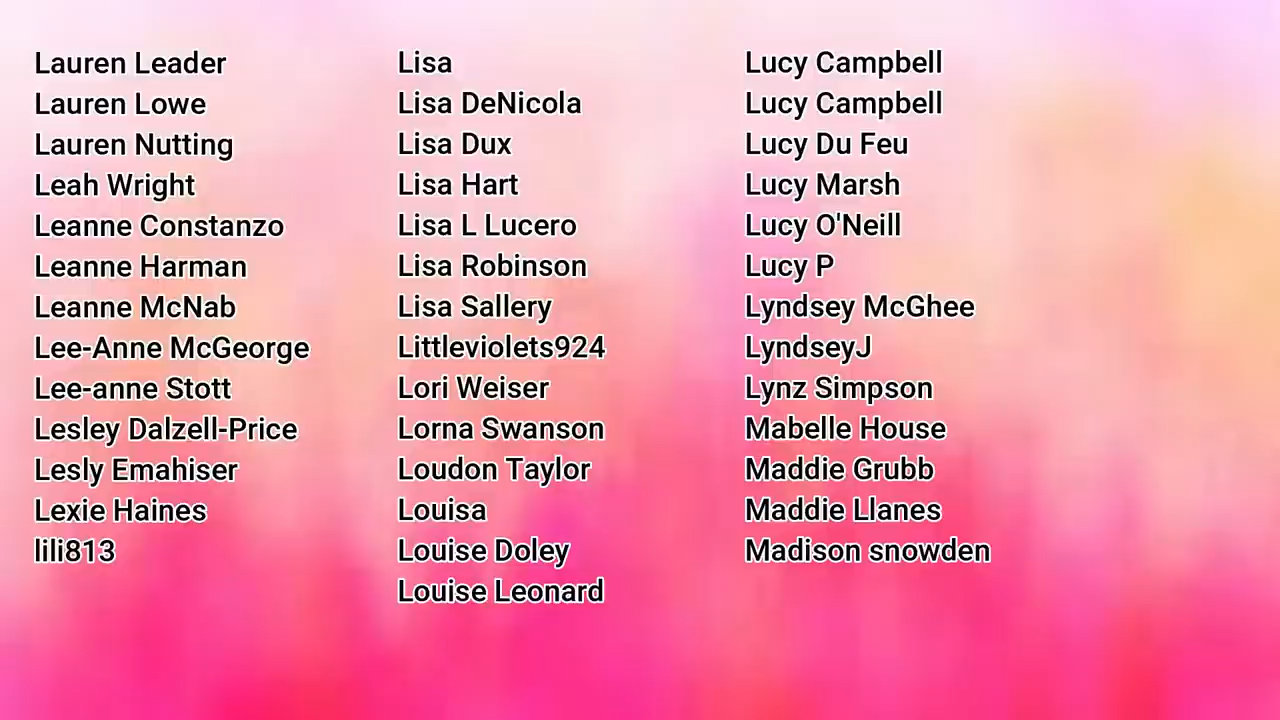 Lauren Leader
Lauren Lowe
Lauren Nutting
Leah Wright
Leanne Constanzo
Leanne Harman
Leanne McNab
Lee-Anne McGeorge
Lee-anne Stott
Lesley Dalzell-Price
Lesly Emahiser
Lexie Haines
lili813
Lisa
Lisa DeNicola
Lisa Dux
Lisa Hart
Lisa L Lucero
Lisa Robinson
Lisa Sallery
Littleviolets924
Lori Weiser
Lorna Swanson
Loudon Taylor
Louisa
Louise Doley
Louise Leonard
Lucy Campbell
Lucy Campbell
Lucy Du Feu
Lucy Marsh
Lucy O'Neill
Lucy P
Lyndsey McGhee
LyndseyJ
Lynz Simpson
Mabelle House
Maddie Grubb
Maddie Llanes
Madison snowden